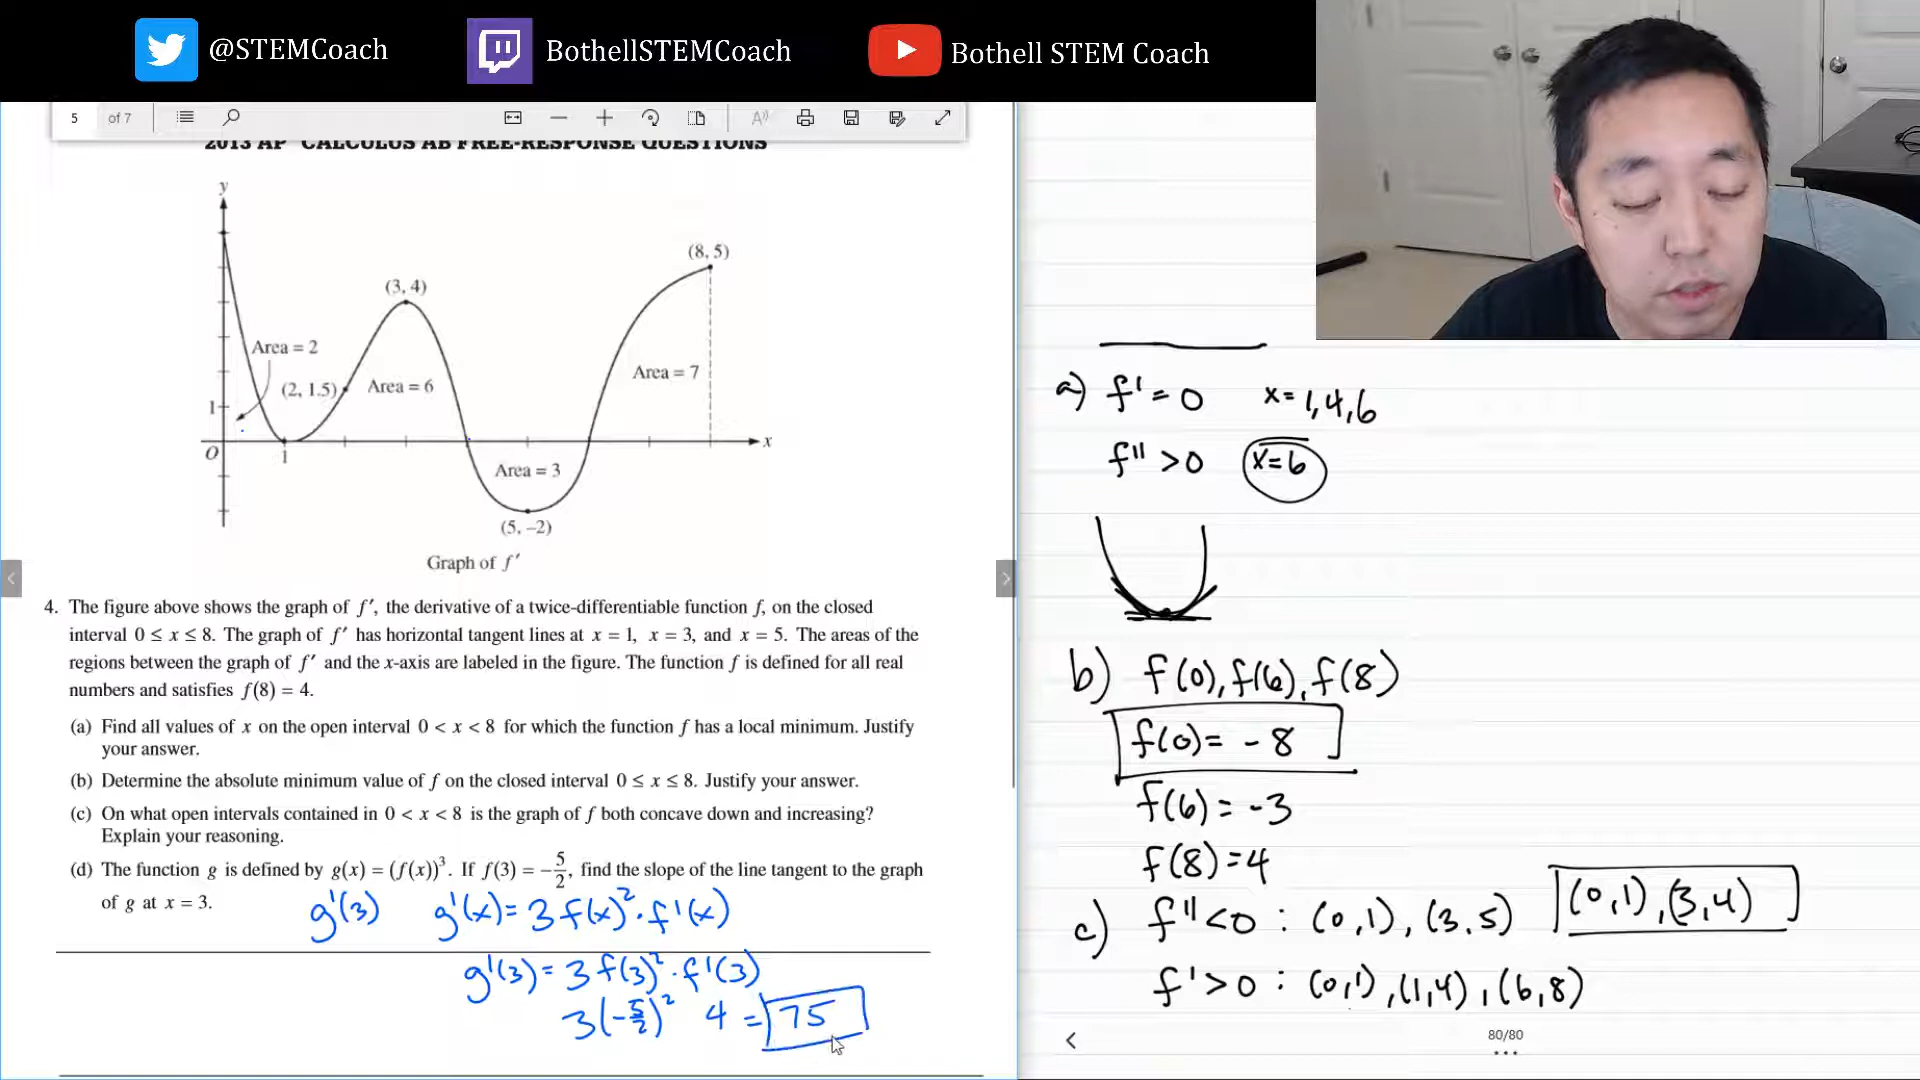 @STEMCoach BothellSTEMCoach Bothell STEM Coach
5 of 7
2013 AP CALCULUS AB FREE-RESPONSE QUESTIONS
y
(8, 5)
(3, 4)
Area = 2
Area = 7
(2, 1.5) Area = 6
1
x
O 1
Area = 3
(5, –2)
Graph of f′
4. The figure above shows the graph of f′, the derivative of a twice-differentiable function f, on the closed
interval 0 ≤ x ≤ 8. The graph of f′ has horizontal tangent lines at x = 1, x = 3, and x = 5. The areas of the
regions between the graph of f′ and the x-axis are labeled in the figure. The function f is defined for all real
numbers and satisfies f(8) = 4.
(a) Find all values of x on the open interval 0 < x < 8 for which the function f has a local minimum. Justify
your answer.
(b) Determine the absolute minimum value of f on the closed interval 0 ≤ x ≤ 8. Justify your answer.
(c) On what open intervals contained in 0 < x < 8 is the graph of f both concave down and increasing?
Explain your reasoning.
(d) The function g is defined by g(x) = (f(x))³. If f(3) = –5/2, find the slope of the line tangent to the graph
of g at x = 3.
g'(3) g'(x) = 3 f(x)² · f'(x)
g'(3) = 3 f(3)² · f'(3)
3(-5/2)² 4 = 75
a) f' = 0 x = 1, 4, 6
f'' > 0 x = 6
b) f(0), f(6), f(8)
f(0) = -8
f(6) = -3
f(8) = 4
c) f'' < 0 : (0,1), (3,5) (0,1), (3,4)
f' > 0 : (0,1), (1,4), (6,8)
80/80